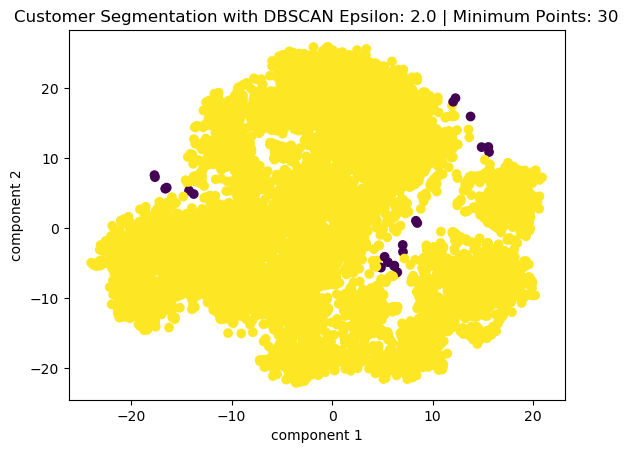 Customer Segmentation with DBSCAN Epsilon: 2.0 | Minimum Points: 30
20
10
0
−10
−20
component 2
−20 −10 0 10 20
component 1